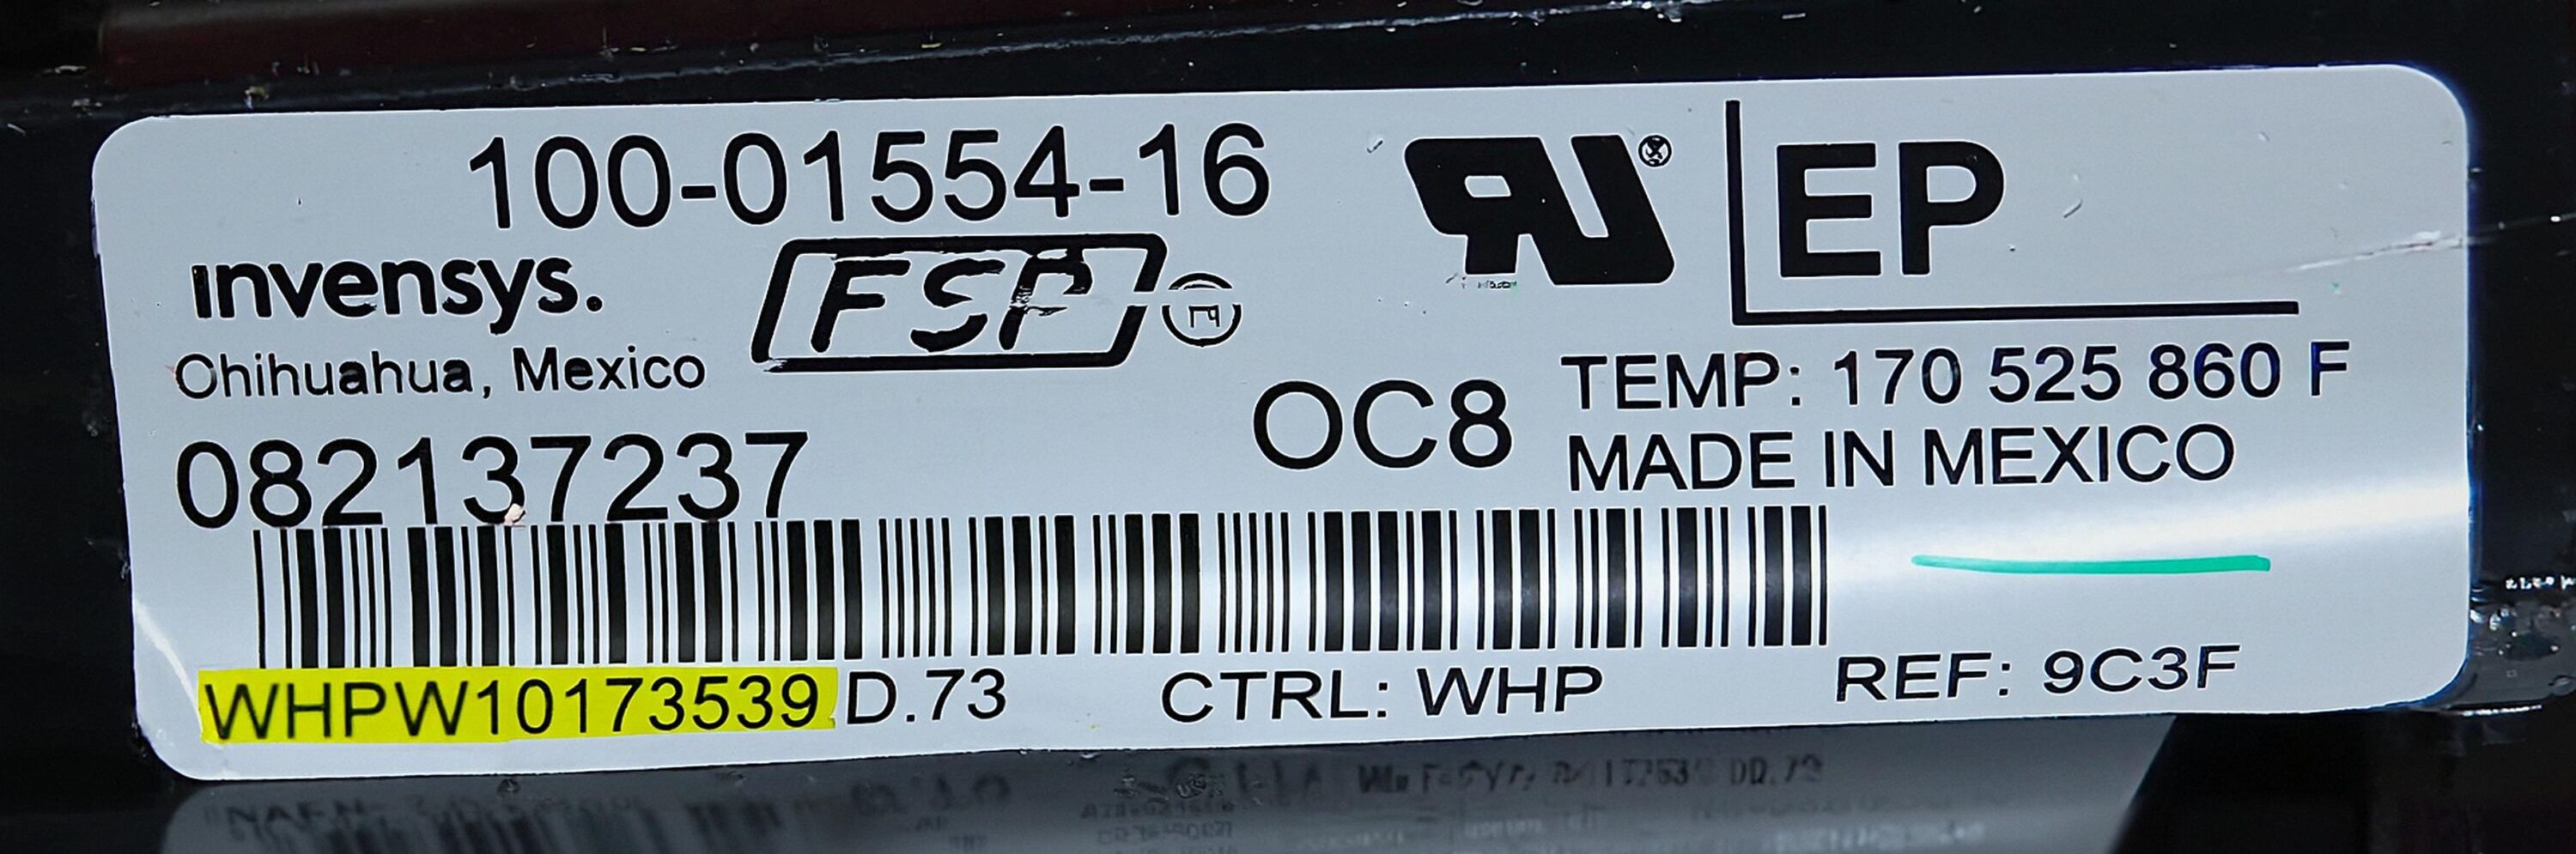 100-01554-16
EP
invensys.
FSP
Chihuahua, Mexico
TEMP: 170 525 860 F
OC8
MADE IN MEXICO
082137237
WHPW10173539 D.73 CTRL: WHP REF: 9C3F